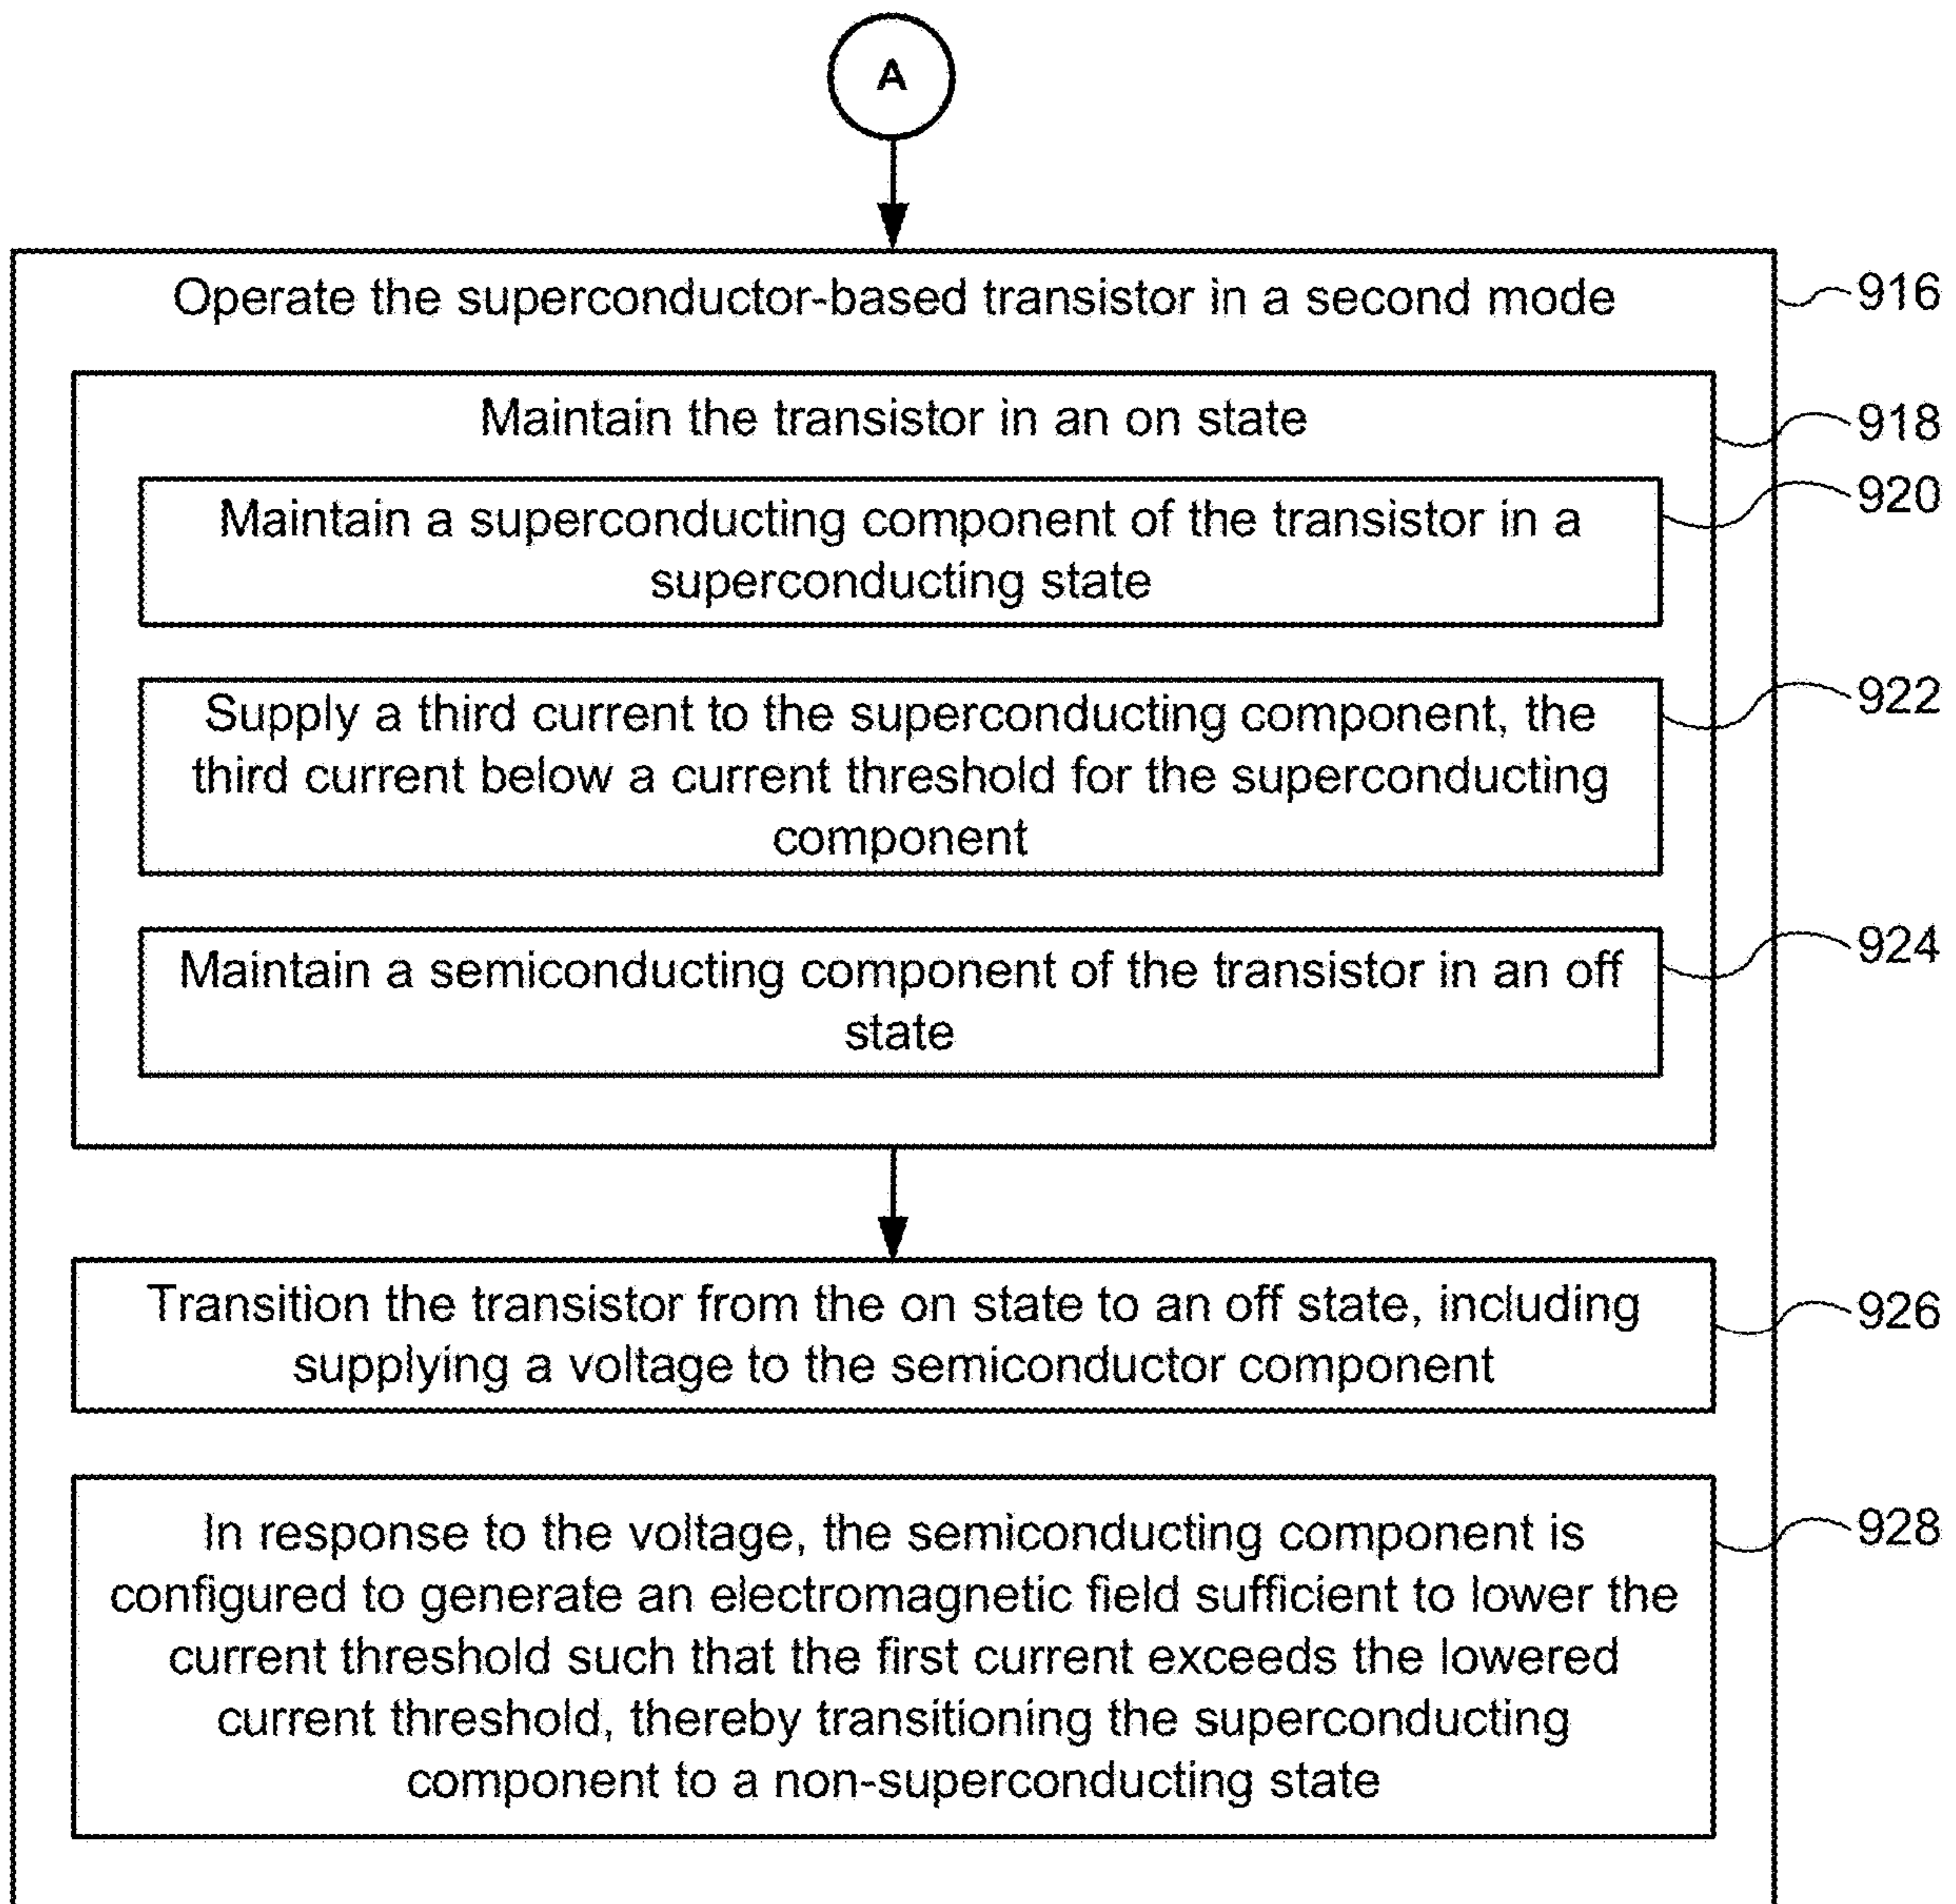 A
Operate the superconductor-based transistor in a second mode
916
Maintain the transistor in an on state
918
Maintain a superconducting component of the transistor in a
superconducting state
920
Supply a third current to the superconducting component, the
third current below a current threshold for the superconducting
component
922
Maintain a semiconducting component of the transistor in an off
state
924
Transition the transistor from the on state to an off state, including
supplying a voltage to the semiconductor component
926
In response to the voltage, the semiconducting component is
configured to generate an electromagnetic field sufficient to lower the
current threshold such that the first current exceeds the lowered
current threshold, thereby transitioning the superconducting
component to a non-superconducting state
928